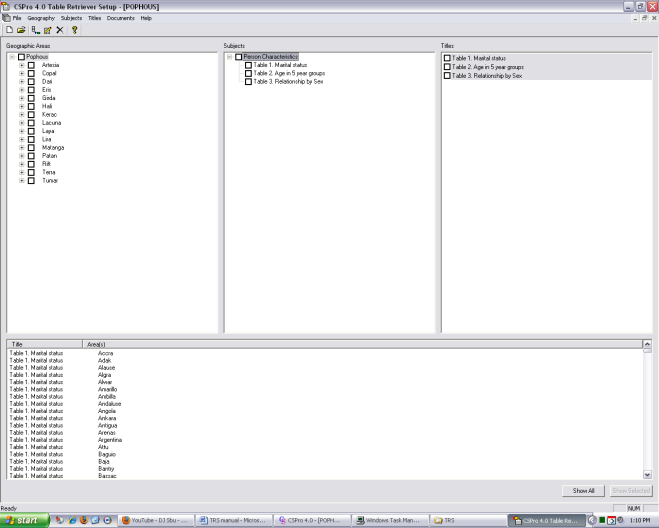 CSPro 4.0 Table Retriever Setup - [POPHOUS]
File Geography Subjects Titles Documents Help
Geographic Areas
Pophous
Artesia
Copal
Dari
Eris
Geda
Hali
Kerac
Lacuna
Laya
Lira
Matanga
Patan
Rift
Terra
Tumar
Subjects
Person Characteristics
Table 1. Marital status
Table 2. Age in 5 year groups
Table 3. Relationship by Sex
Titles
Table 1. Marital status
Table 2. Age in 5 year groups
Table 3. Relationship by Sex
Title Area(s)
Table 1. Marital status Accra
Table 1. Marital status Adak
Table 1. Marital status Alause
Table 1. Marital status Algra
Table 1. Marital status Alwar
Table 1. Marital status Amarillo
Table 1. Marital status Ambilla
Table 1. Marital status Andaluse
Table 1. Marital status Angola
Table 1. Marital status Ankara
Table 1. Marital status Antigua
Table 1. Marital status Arenas
Table 1. Marital status Argentina
Table 1. Marital status Attu
Table 1. Marital status Baguio
Table 1. Marital status Baja
Table 1. Marital status Bantry
Table 1. Marital status Bassac
Show All Show Selected
Ready NUM
start YouTube - DJ Sbu - ... TRS manual - Micros... CSPro 4.0 - [POPH... Windows Task Man... TRS CSPro 4.0 Table Re... 1:10 PM